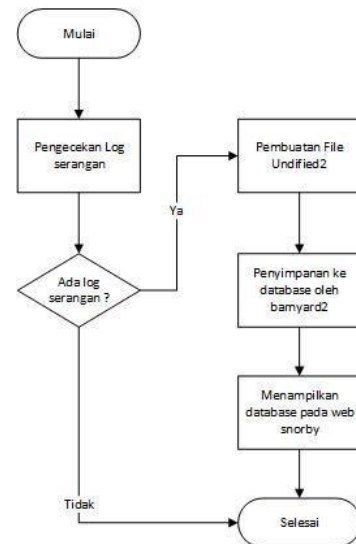 Mulai
Pengecekan Log
serangan
Ada log
serangan ?
Ya
Pembuatan File
Undified2
Penyimpanan ke
database oleh
barnyard2
Menampilkan
database pada web
snorby
Tidak
Selesai